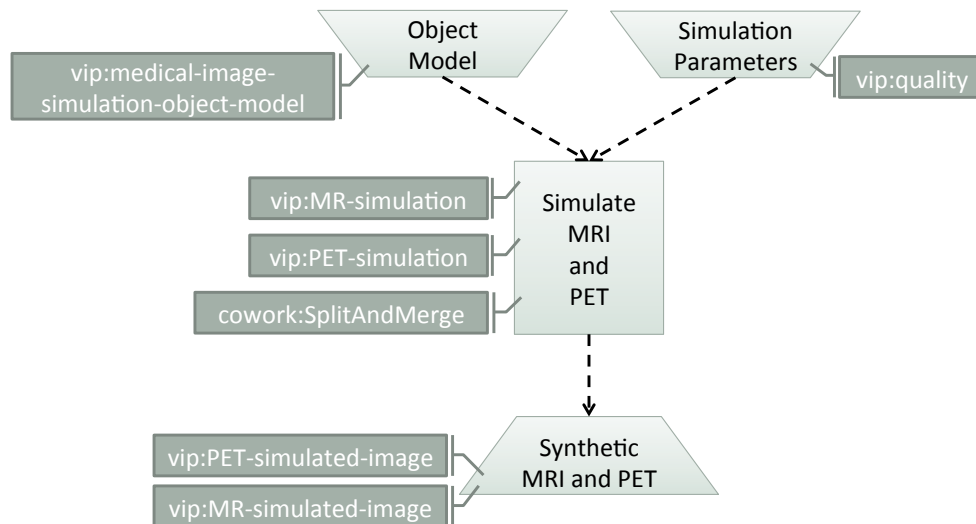 Object
Model
Simulation
Parameters
vip:medical-image-
simulation-object-model
vip:quality
vip:MR-simulation
vip:PET-simulation
cowork:SplitAndMerge
Simulate
MRI
and
PET
vip:PET-simulated-image
vip:MR-simulated-image
Synthetic
MRI and PET